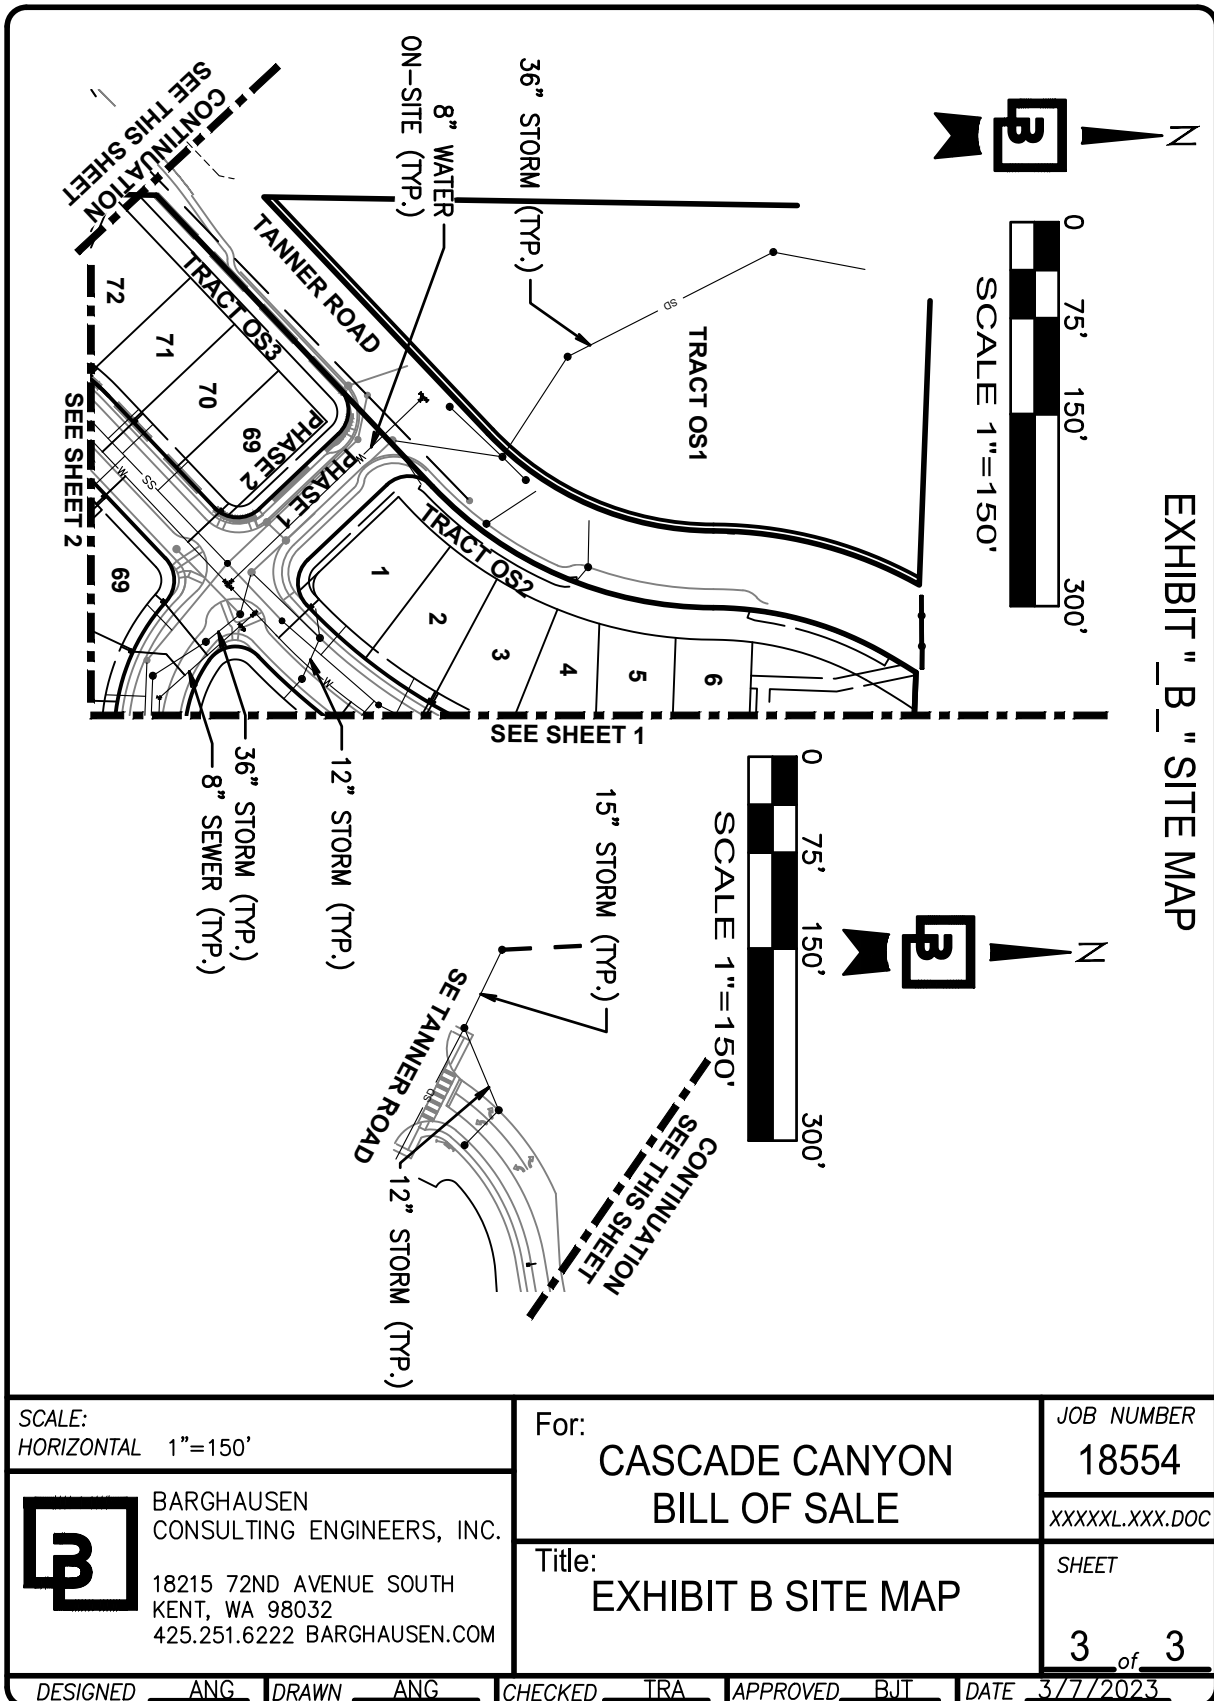 EXHIBIT " B " SITE MAP
N
0
75'
150'
300'
SCALE 1"=150'
36" STORM (TYP.)
8" WATER
ON-SITE (TYP.)
CONTINUATION
SEE THIS SHEET
TANNER ROAD
TRACT OS1
TRACT OS3
TRACT OS2
SD
72
71
70
69
PHASE 2
PHASE 1
W
1
2
3
4
5
6
69
SS
W
W
SEE SHEET 2
SEE SHEET 1
12" STORM (TYP.)
36" STORM (TYP.)
8" SEWER (TYP.)
N
0
75'
150'
300'
SCALE 1"=150'
15" STORM (TYP.)
SE TANNER ROAD
SD
12" STORM (TYP.)
CONTINUATION
SEE THIS SHEET
SCALE:
HORIZONTAL 1"=150'
BARGHAUSEN
CONSULTING ENGINEERS, INC.
18215 72ND AVENUE SOUTH
KENT, WA 98032
425.251.6222 BARGHAUSEN.COM
For:
CASCADE CANYON
BILL OF SALE
Title:
EXHIBIT B SITE MAP
JOB NUMBER
18554
XXXXXL.XXX.DOC
SHEET
3 of 3
DESIGNED ANG DRAWN ANG CHECKED TRA APPROVED BJT DATE 3/7/2023